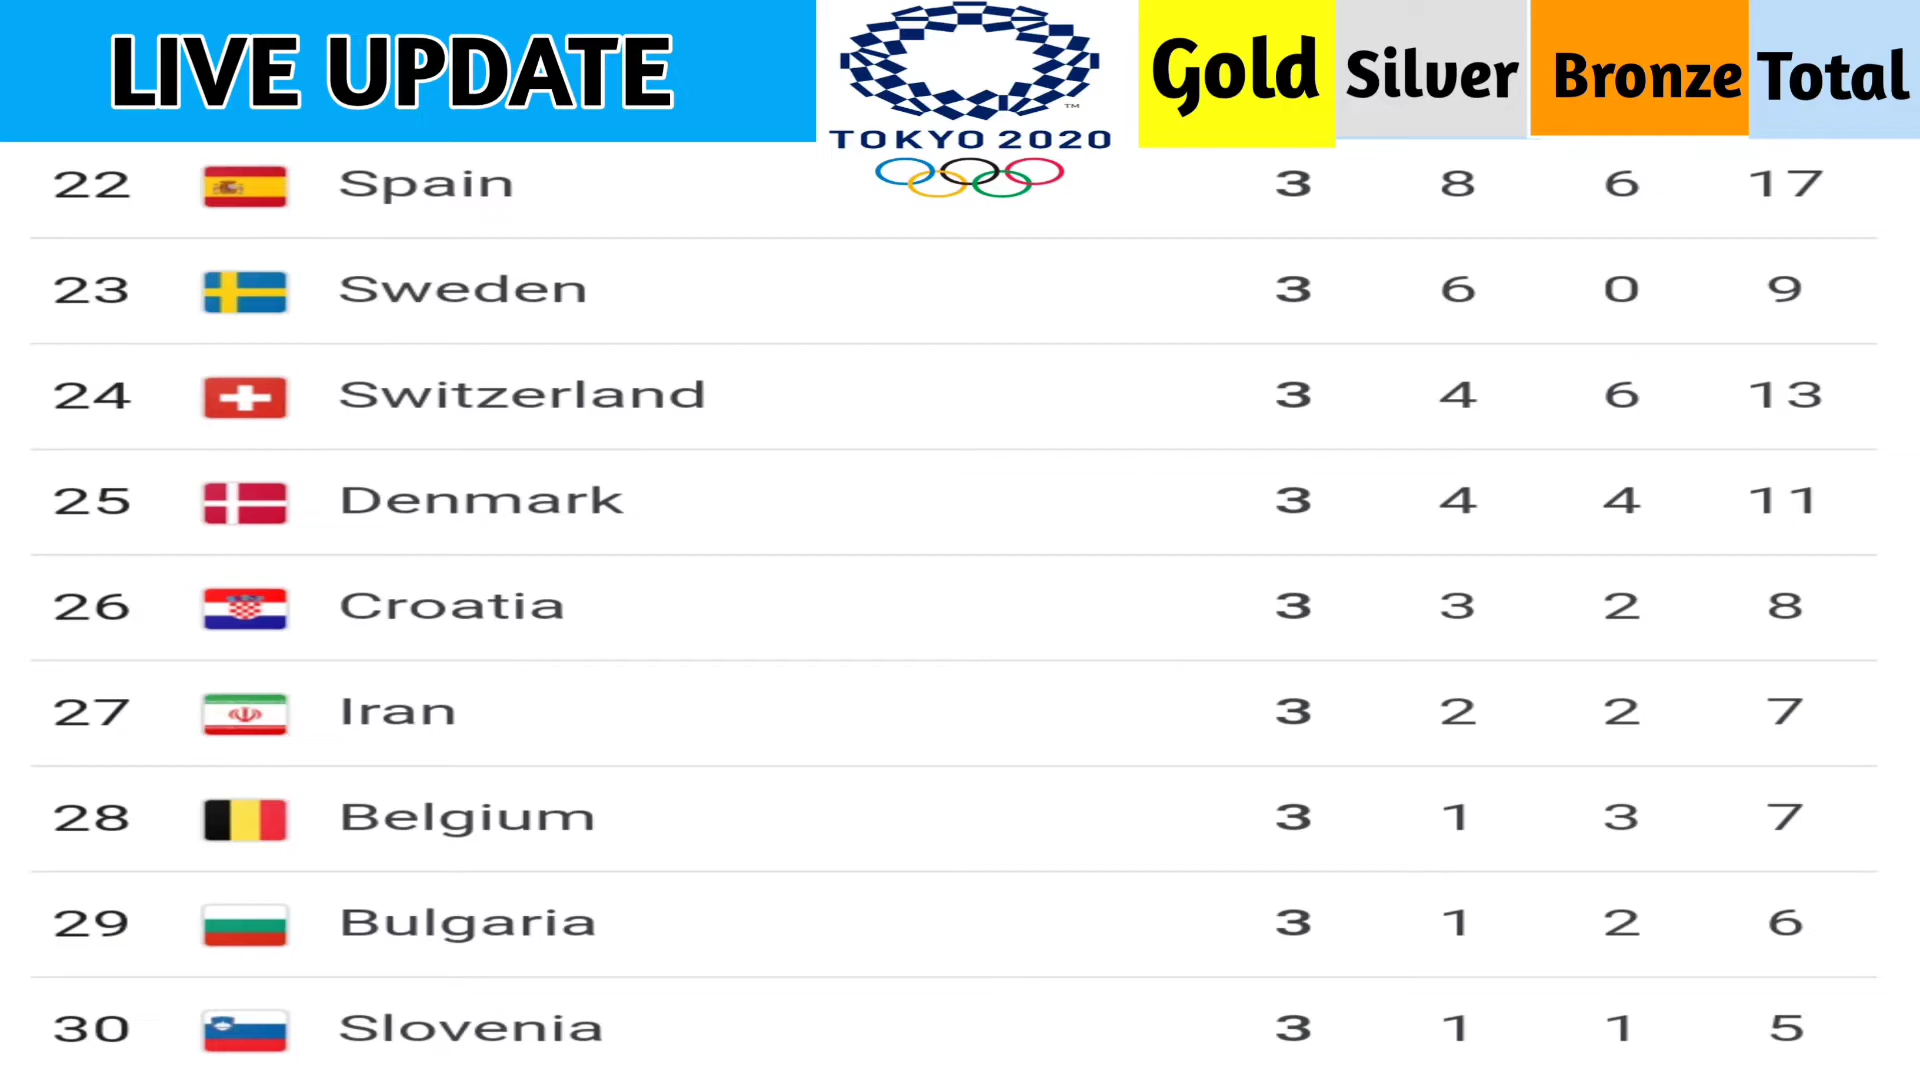 LIVE UPDATE
TOKYO 2020
TM
Gold Silver Bronze Total
22 Spain 3 8 6 17
23 Sweden 3 6 0 9
24 Switzerland 3 4 6 13
25 Denmark 3 4 4 11
26 Croatia 3 3 2 8
27 Iran 3 2 2 7
28 Belgium 3 1 3 7
29 Bulgaria 3 1 2 6
30 Slovenia 3 1 1 5